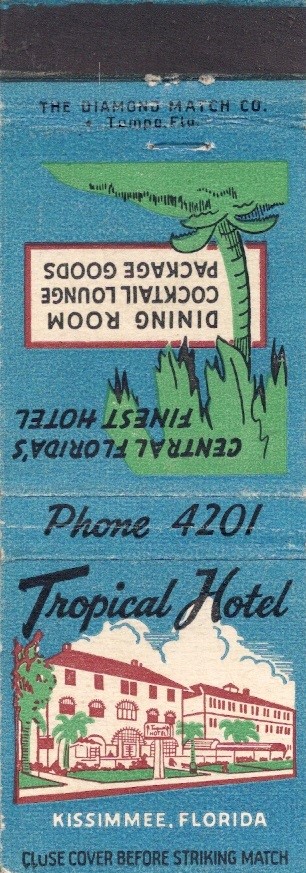 THE DIAMOND MATCH CO.
Tampa, Fla.
CENTRAL FLORIDA'S
FINEST HOTEL
DINING ROOM
COCKTAIL LOUNGE
PACKAGE GOODS
Phone 4201
Tropical Hotel
TROPICAL
HOTEL
KISSIMMEE, FLORIDA
CLOSE COVER BEFORE STRIKING MATCH